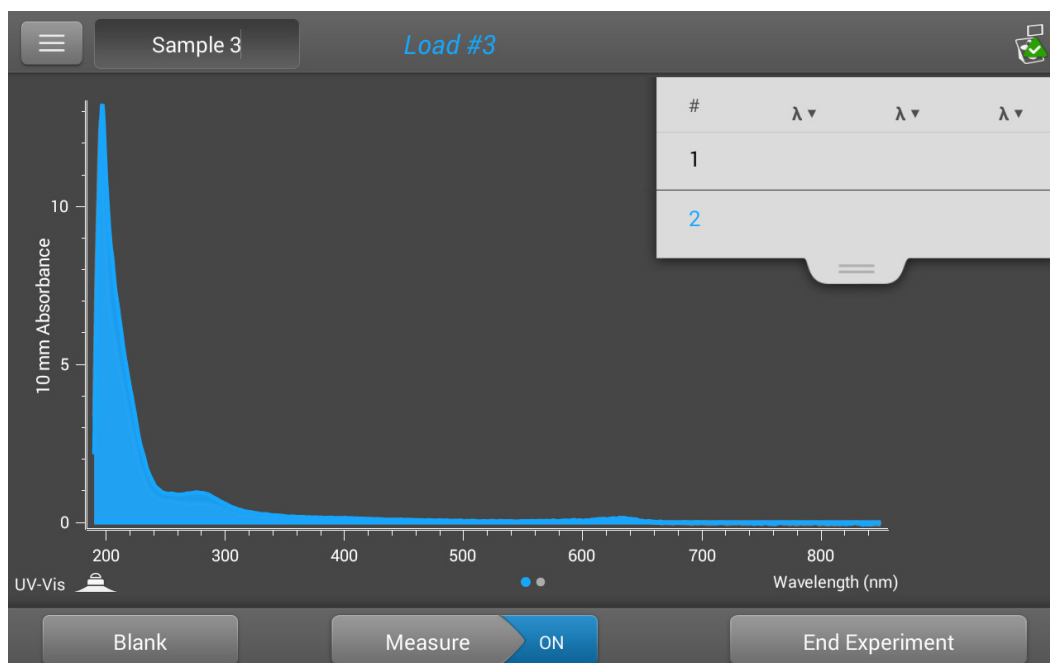 Sample 3
Load #3
# λ ▾ λ ▾ λ ▾
1
2
10
5
0
10 mm Absorbance
200 300 400 500 600 700 800
UV-Vis
Wavelength (nm)
Blank
Measure ON
End Experiment